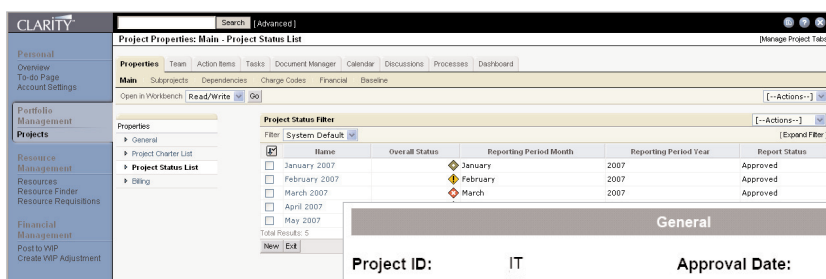 CLARITY
Search [Advanced]
Project Properties: Main - Project Status List [Manage Project Tabs
Personal
Overview
To-do Page
Account Settings
Portfolio
Management
Projects
Resource
Management
Resources
Resource Finder
Resource Requisitions
Financial
Management
Post to WIP
Create WIP Adjustment
Properties Team Action Items Tasks Document Manager Calendar Discussions Processes Dashboard
Main Subprojects Dependencies Charge Codes Financial Baseline
Open in Workbench Read/Write Go [--Actions--]
Properties
General
Project Charter List
Project Status List
Billing
Project Status Filter [--Actions--]
Filter System Default [Expand Filter
Name Overall Status Reporting Period Month Reporting Period Year Report Status
January 2007 January 2007 Approved
February 2007 February 2007 Approved
March 2007 March 2007 Approved
April 2007
May 2007
Total Results: 5
New Exit
General
Project ID: IT Approval Date: